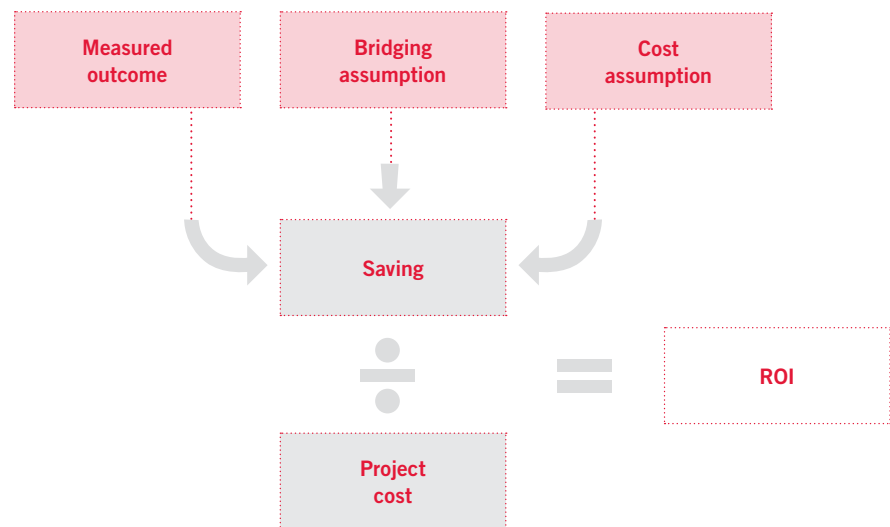 Measured
outcome
Bridging
assumption
Cost
assumption
Saving
ROI
Project
cost